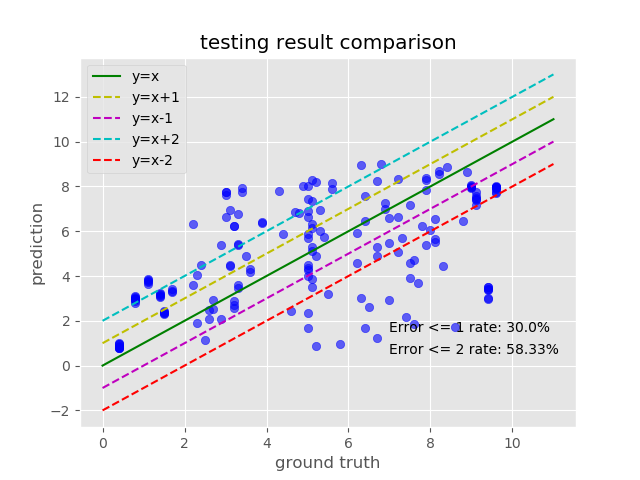 testing result comparison
y=x
y=x+1
y=x-1
y=x+2
y=x-2
12
10
8
6
4
2
0
−2
prediction
Error <= 1 rate: 30.0%
Error <= 2 rate: 58.33%
0 2 4 6 8 10
ground truth